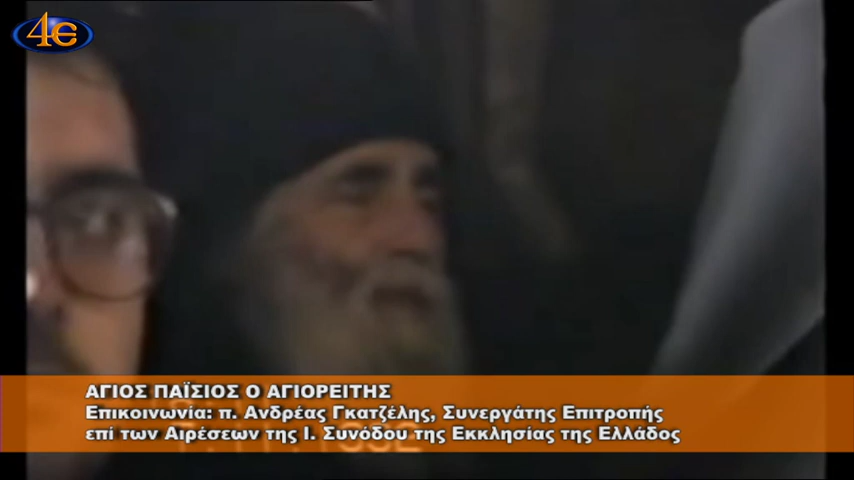 4Ε
ΑΓΙΟΣ ΠΑΪΣΙΟΣ Ο ΑΓΙΟΡΕΙΤΗΣ
Επικοινωνία: π. Ανδρέας Γκατζέλης, Συνεργάτης Επιτροπής
επί των Αιρέσεων της Ι. Συνόδου της Εκκλησίας της Ελλάδος